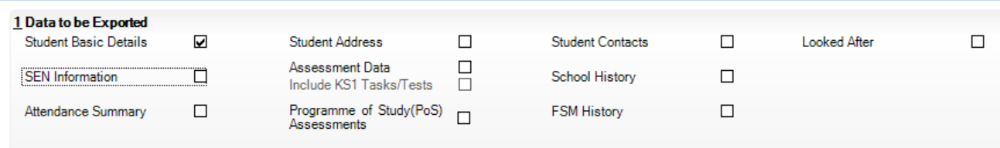 1 Data to be Exported
Student Basic Details
Student Address
Student Contacts
Looked After
SEN Information
Assessment Data
Include KS1 Tasks/Tests
School History
Attendance Summary
Programme of Study(PoS)
Assessments
FSM History